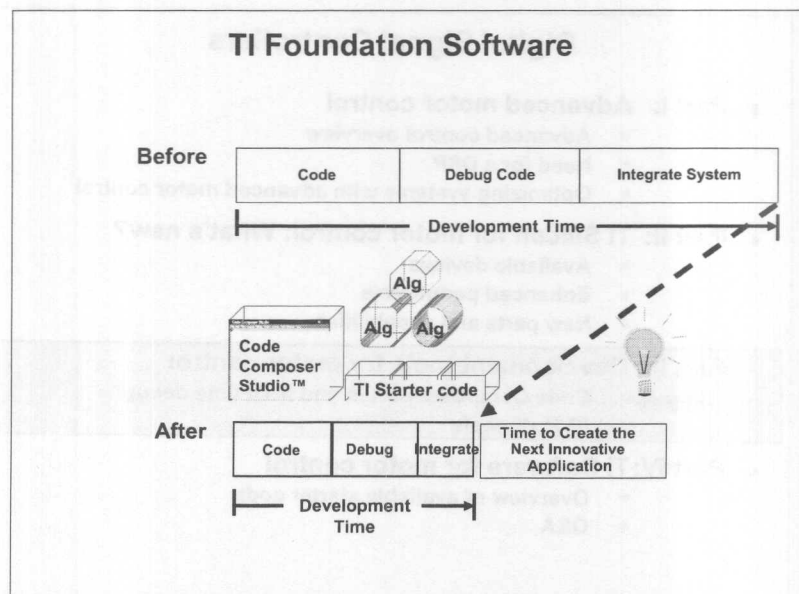 TI Foundation Software
Before
Code
Debug Code
Integrate System
Development Time
Alg
Alg
Alg
Code
Composer
Studio™
TI Starter code
After
Code
Debug
Integrate
Time to Create the
Next Innovative
Application
Development
Time